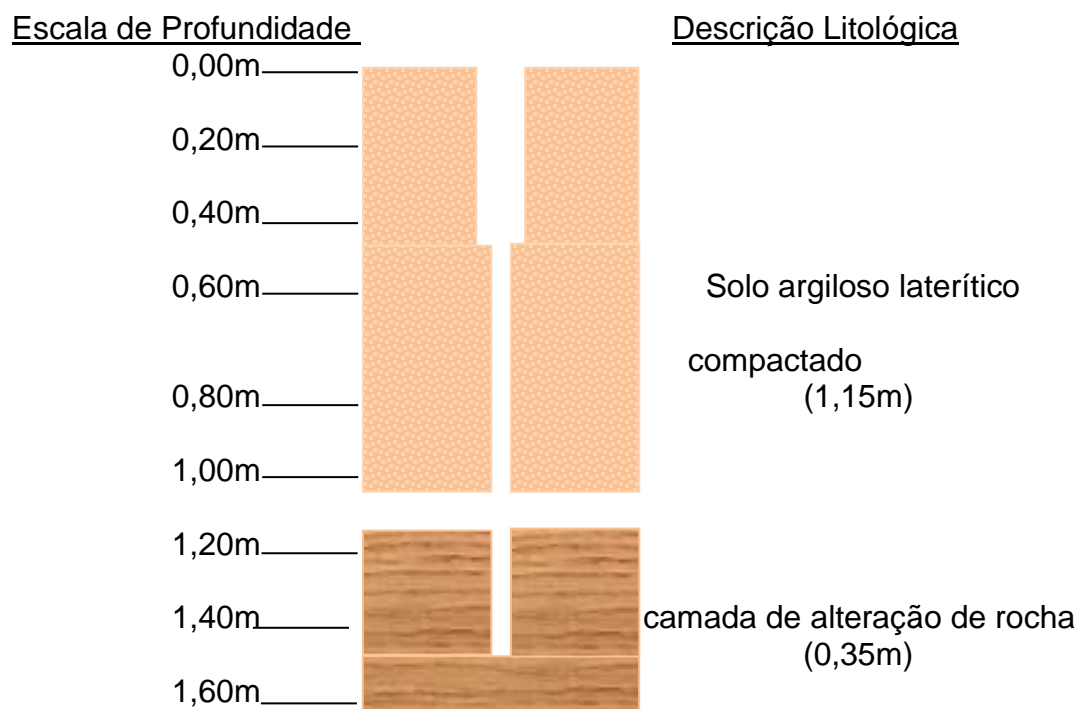 Escala de Profundidade Descrição Litológica
0,00m
0,20m
0,40m
0,60m Solo argiloso laterítico
compactado
0,80m (1,15m)
1,00m
1,20m
1,40m camada de alteração de rocha
(0,35m)
1,60m